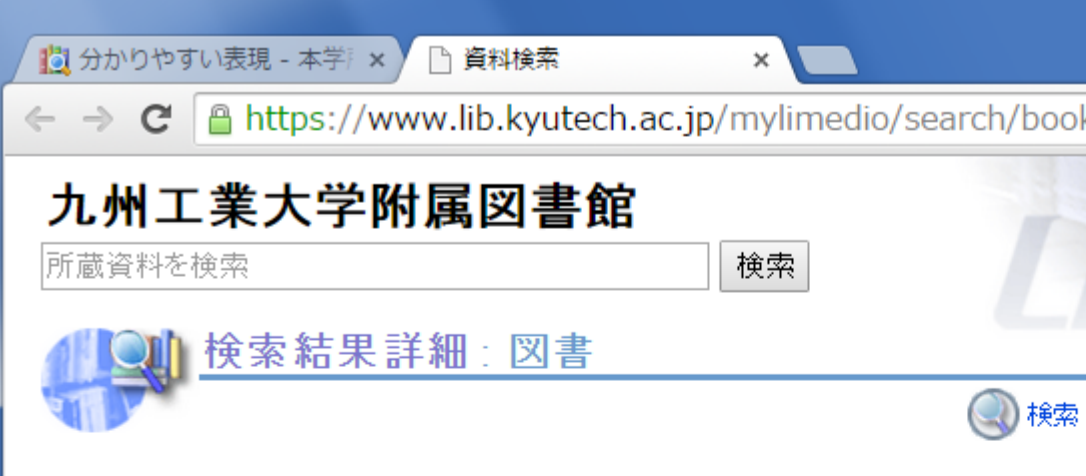 分かりやすい表現 - 本学 資料検索
https://www.lib.kyutech.ac.jp/mylimedio/search/book
九州工業大学附属図書館
所蔵資料を検索 検索
検索結果詳細 : 図書
検索